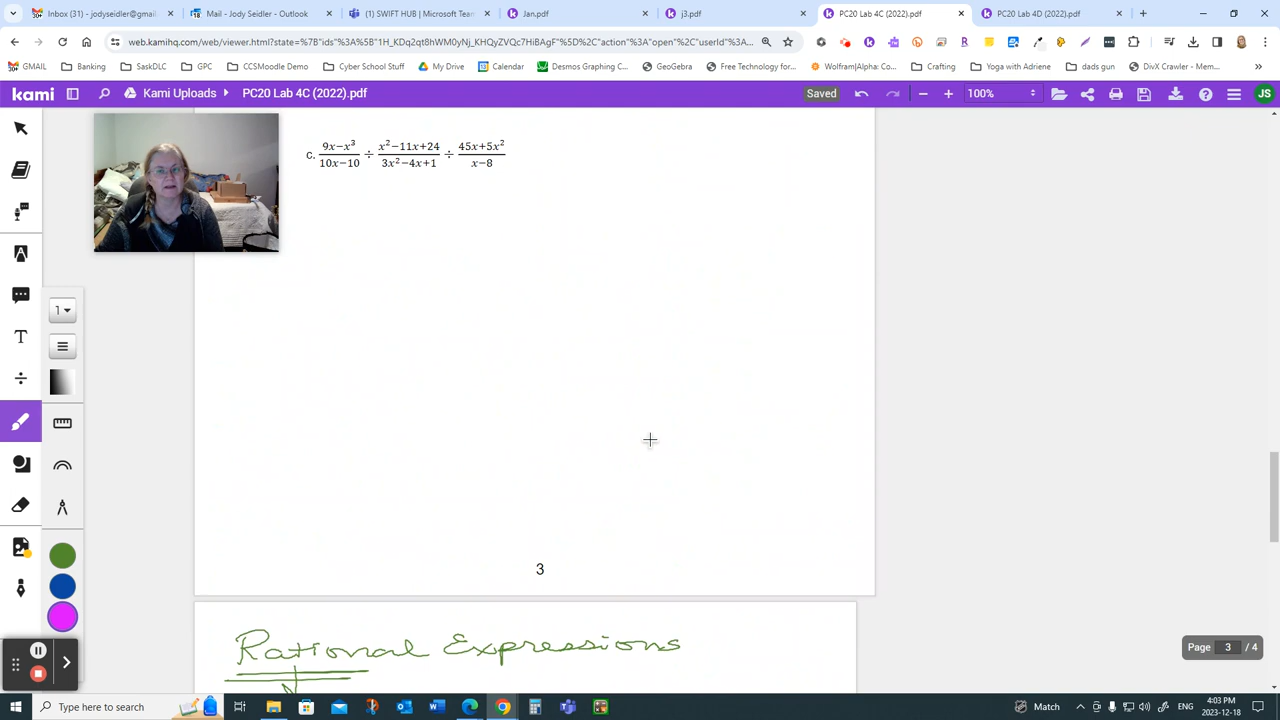 Inbox (31) - jodyseidler@gmail.
Mail - Jody Seidler - Outlook
(1) SWIFT HUB | Microsoft Team
Jan.pdf
j3.pdf
PC20 Lab 4C (2022).pdf
PC20 Lab 4D (2022).pdf
GMAIL
Banking
SaskDLC
GPC
CCSMoodle Demo
Cyber School Stuff
My Drive
Calendar
Desmos Graphing C...
GeoGebra
Free Technology for...
Wolfram|Alpha: Co...
Crafting
Yoga with Adriene
dads gun
DivX Crawler - Mem...
kami
Kami Uploads
PC20 Lab 4C (2022).pdf
Saved
100%
JS
C. (9x−x³)/(10x−10) ÷ (x²−11x+24)/(3x²−4x+1) ÷ (45x+5x²)/(x−8)
1
3
Rational Expressions
Page 3 / 4
Type here to search
Match
4:03 PM
2023-12-18